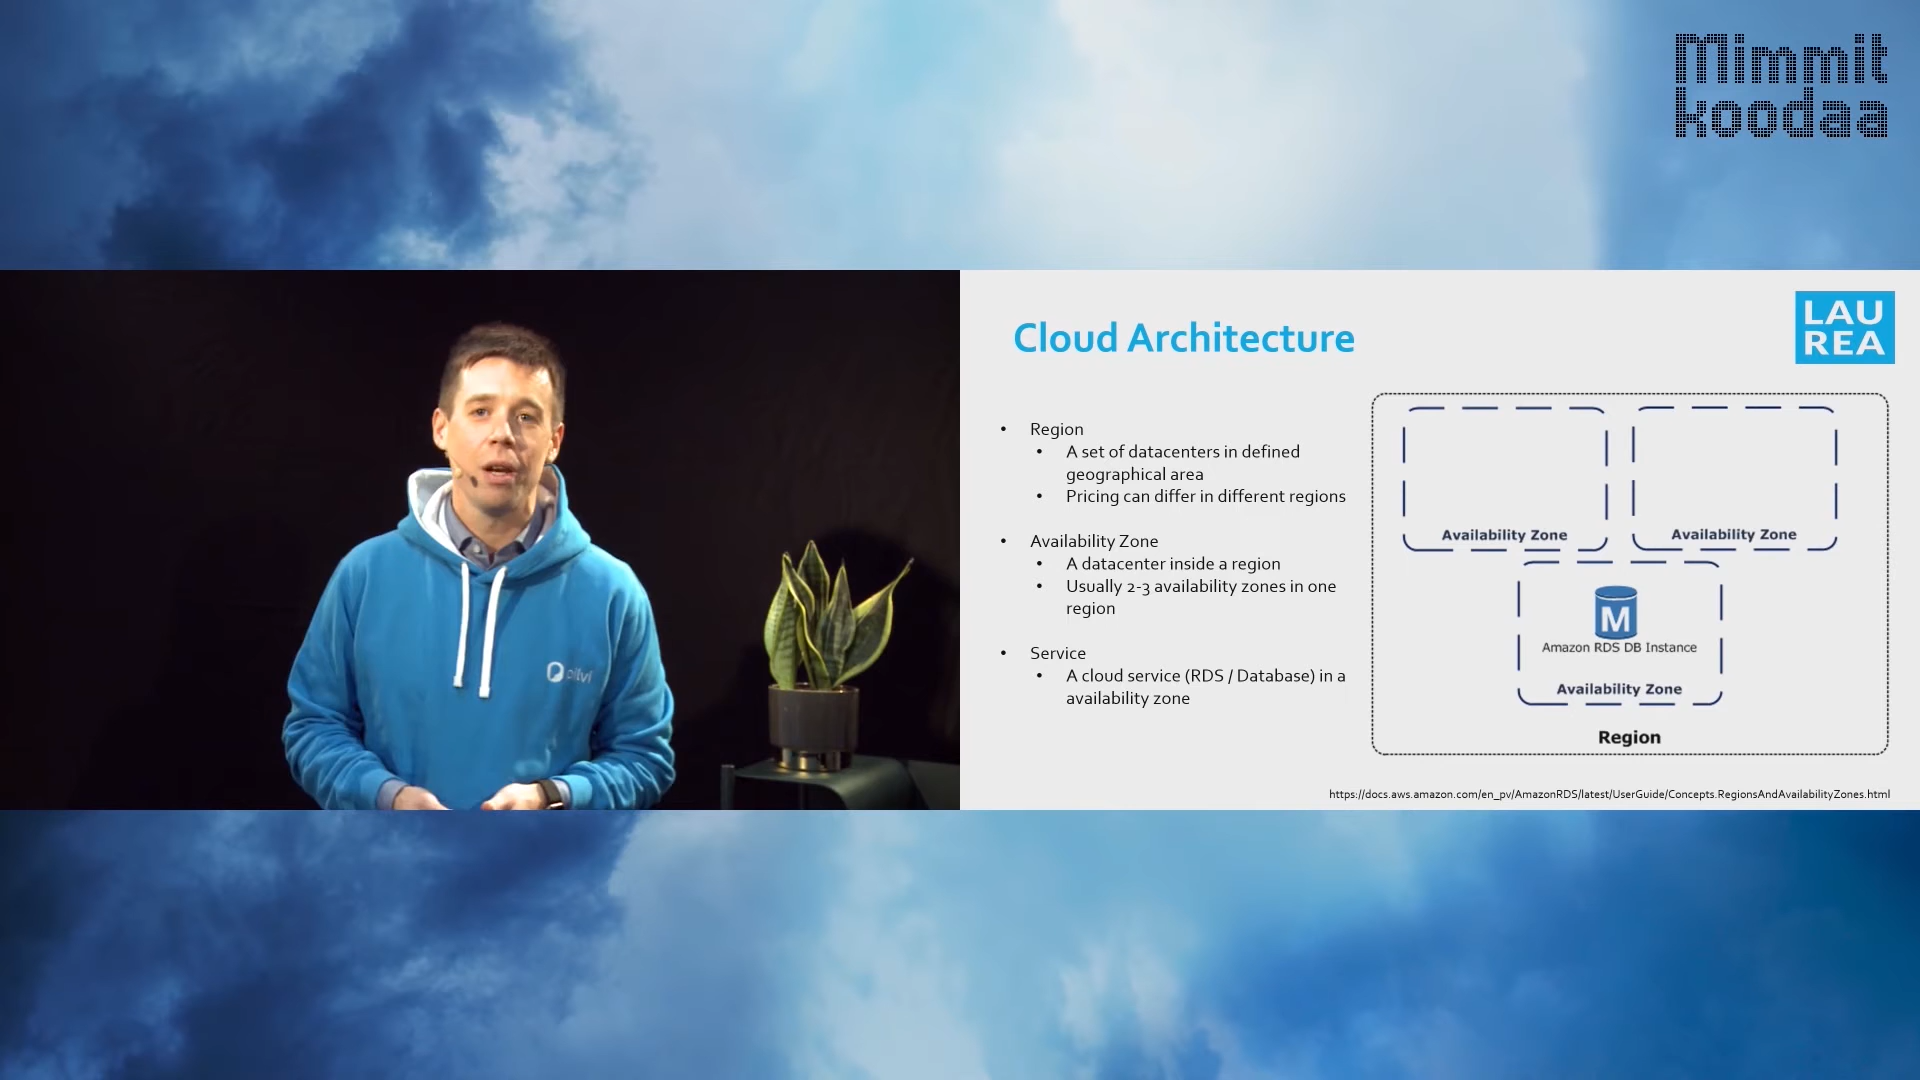 Mimmit
koodaa
LAU
REA
Cloud Architecture
• Region
• A set of datacenters in defined
geographical area
• Pricing can differ in different regions
• Availability Zone
• A datacenter inside a region
• Usually 2-3 availability zones in one
region
• Service
• A cloud service (RDS / Database) in a
availability zone
Availability Zone
Availability Zone
M
Amazon RDS DB Instance
Availability Zone
Region
https://docs.aws.amazon.com/en_pv/AmazonRDS/latest/UserGuide/Concepts.RegionsAndAvailabilityZones.html
pilvi